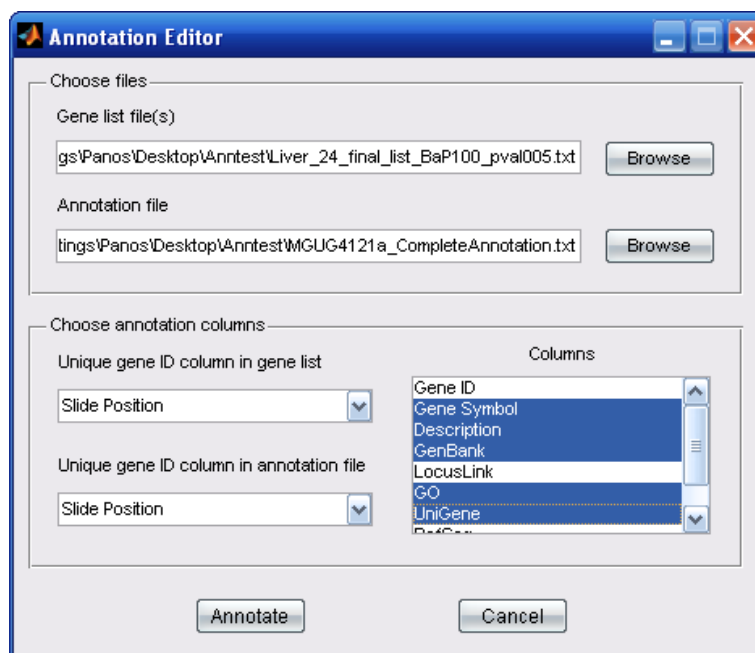 Annotation Editor
Choose files
Gene list file(s)
gs\Panos\Desktop\Anntest\Liver_24_final_list_BaP100_pval005.txt
Browse
Annotation file
tings\Panos\Desktop\Anntest\MGUG4121a_CompleteAnnotation.txt
Browse
Choose annotation columns
Unique gene ID column in gene list
Slide Position
Unique gene ID column in annotation file
Slide Position
Columns
Gene ID
Gene Symbol
Description
GenBank
LocusLink
GO
UniGene
RefSeq
Annotate
Cancel